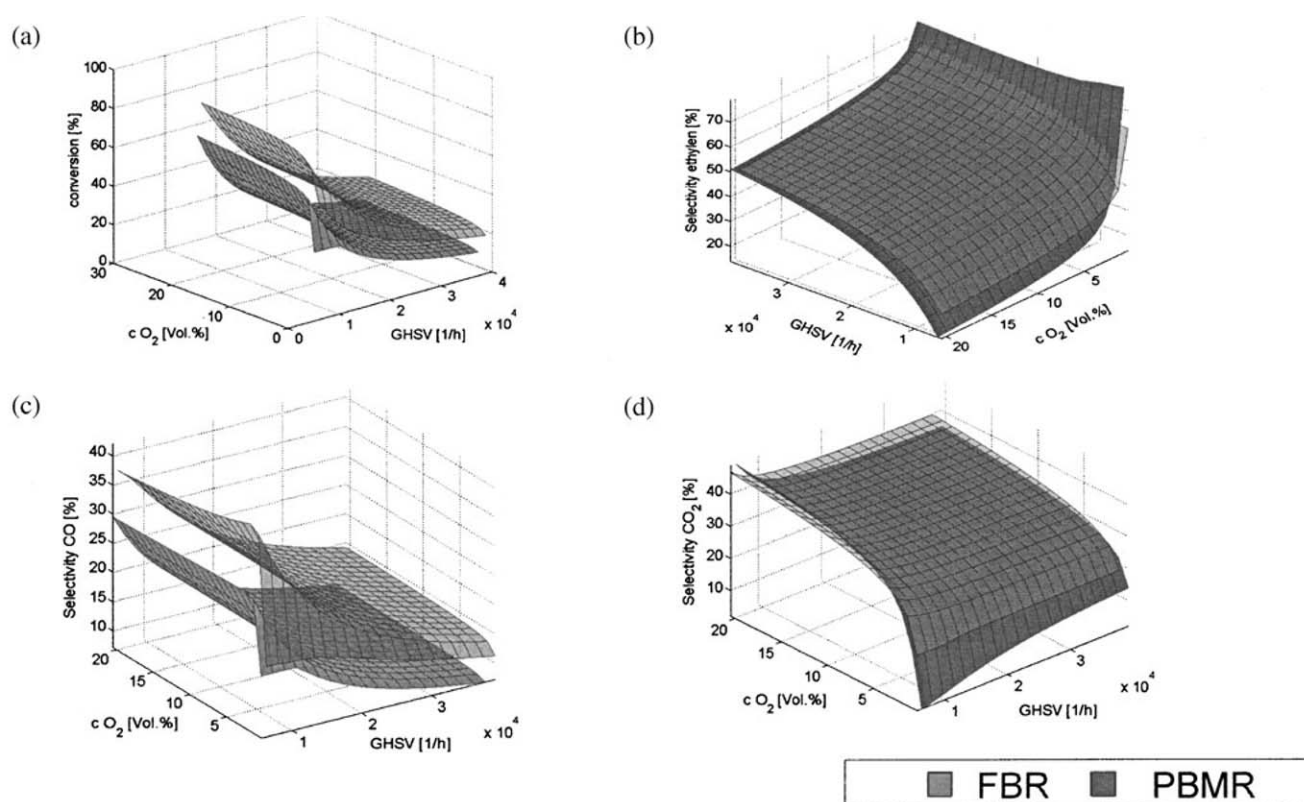 (a)
conversion [%]
100
80
60
40
20
0
30
20
10
0
c O2 [Vol.%]
0
1
2
3
4
x 10^4
GHSV [1/h]
(b)
Selectivity ethylen [%]
70
60
50
40
30
20
3
2
1
x 10^4
GHSV [1/h]
20
15
10
5
c O2 [Vol.%]
(c)
Selectivity CO [%]
40
35
30
25
20
15
10
20
15
10
5
c O2 [Vol.%]
1
2
3
x 10^4
GHSV [1/h]
(d)
Selectivity CO2 [%]
40
30
20
10
20
15
10
5
c O2 [Vol.%]
1
2
3
x 10^4
GHSV [1/h]
FBR PBMR